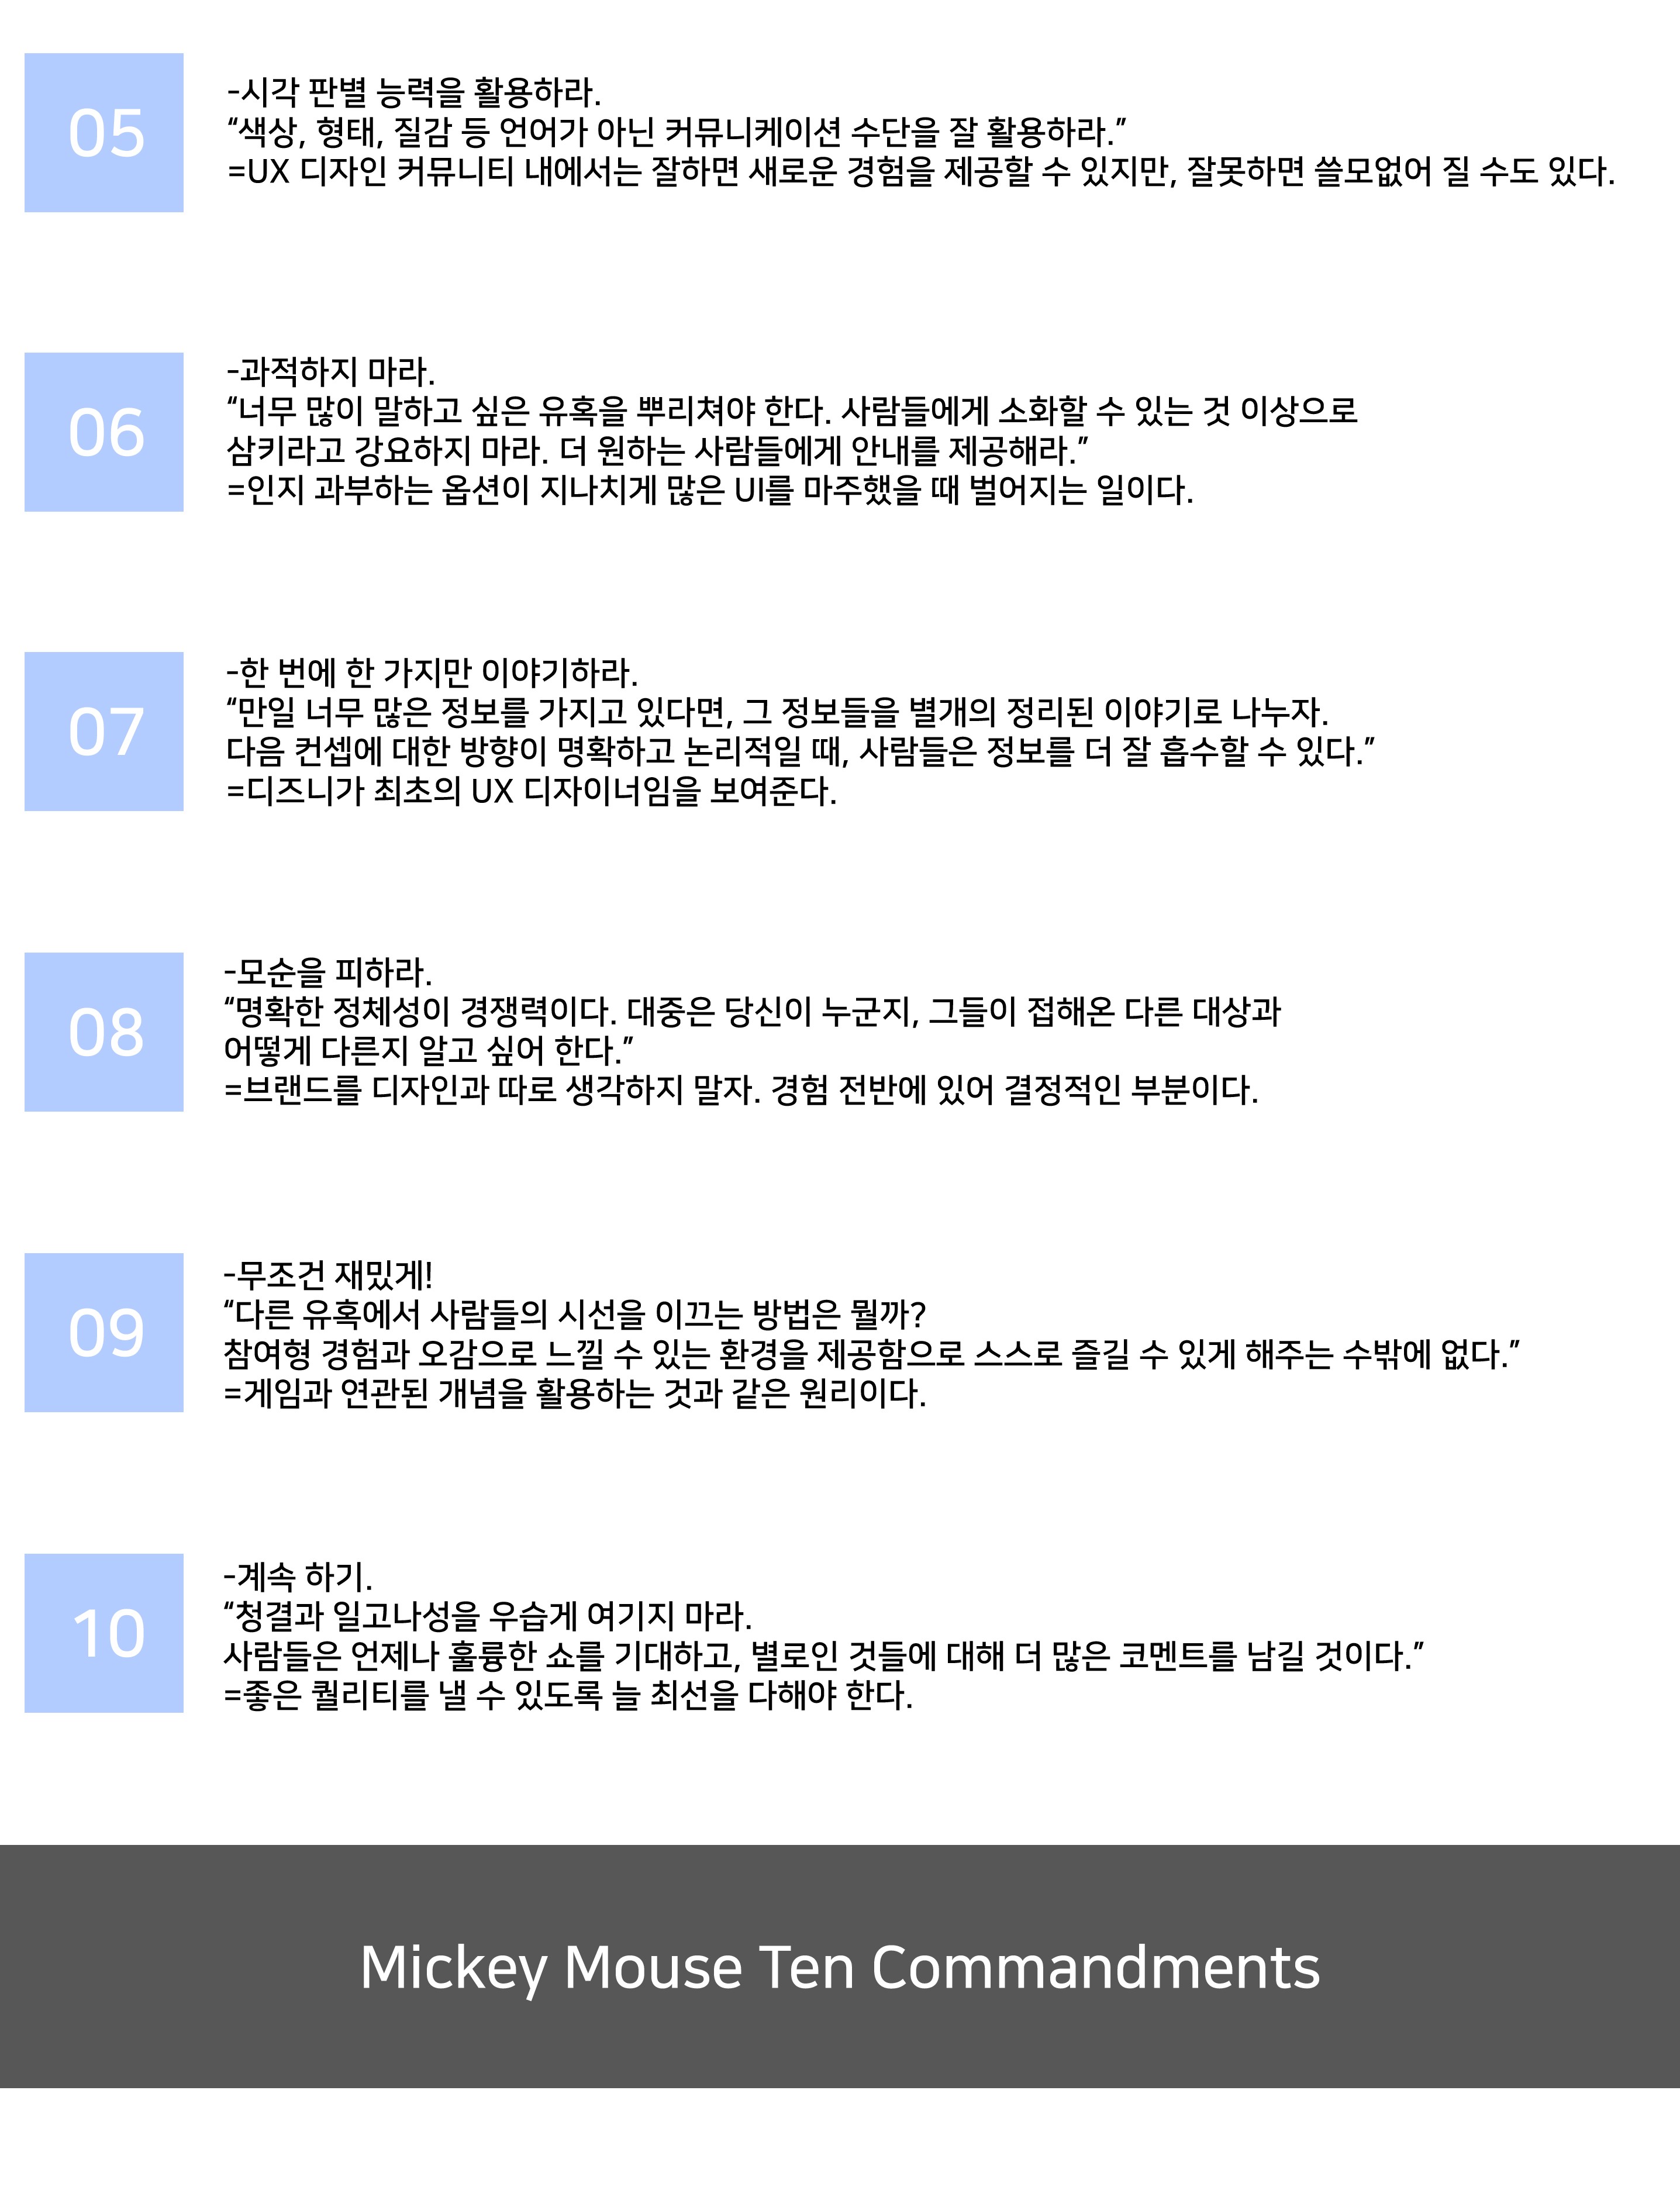 05
-시각 판별 능력을 활용하라.
“색상, 형태, 질감 등 언어가 아닌 커뮤니케이션 수단을 잘 활용하라.”
=UX 디자인 커뮤니티 내에서는 잘하면 새로운 경험을 제공할 수 있지만, 잘못하면 쓸모없어 질 수도 있다.
06
-과적하지 마라.
“너무 많이 말하고 싶은 유혹을 뿌리쳐야 한다. 사람들에게 소화할 수 있는 것 이상으로
삼키라고 강요하지 마라. 더 원하는 사람들에게 안내를 제공해라.”
=인지 과부하는 옵션이 지나치게 많은 UI를 마주했을 때 벌어지는 일이다.
07
-한 번에 한 가지만 이야기하라.
“만일 너무 많은 정보를 가지고 있다면, 그 정보들을 별개의 정리된 이야기로 나누자.
다음 컨셉에 대한 방향이 명확하고 논리적일 때, 사람들은 정보를 더 잘 흡수할 수 있다.”
=디즈니가 최초의 UX 디자이너임을 보여준다.
08
-모순을 피하라.
“명확한 정체성이 경쟁력이다. 대중은 당신이 누군지, 그들이 접해온 다른 대상과
어떻게 다른지 알고 싶어 한다.”
=브랜드를 디자인과 따로 생각하지 말자. 경험 전반에 있어 결정적인 부분이다.
09
-무조건 재밌게!
“다른 유혹에서 사람들의 시선을 이끄는 방법은 뭘까?
참여형 경험과 오감으로 느낄 수 있는 환경을 제공함으로 스스로 즐길 수 있게 해주는 수밖에 없다.”
=게임과 연관된 개념을 활용하는 것과 같은 원리이다.
10
-계속 하기.
“청결과 일고나성을 우습게 여기지 마라.
사람들은 언제나 훌륭한 쇼를 기대하고, 별로인 것들에 대해 더 많은 코멘트를 남길 것이다.”
=좋은 퀄리티를 낼 수 있도록 늘 최선을 다해야 한다.
Mickey Mouse Ten Commandments